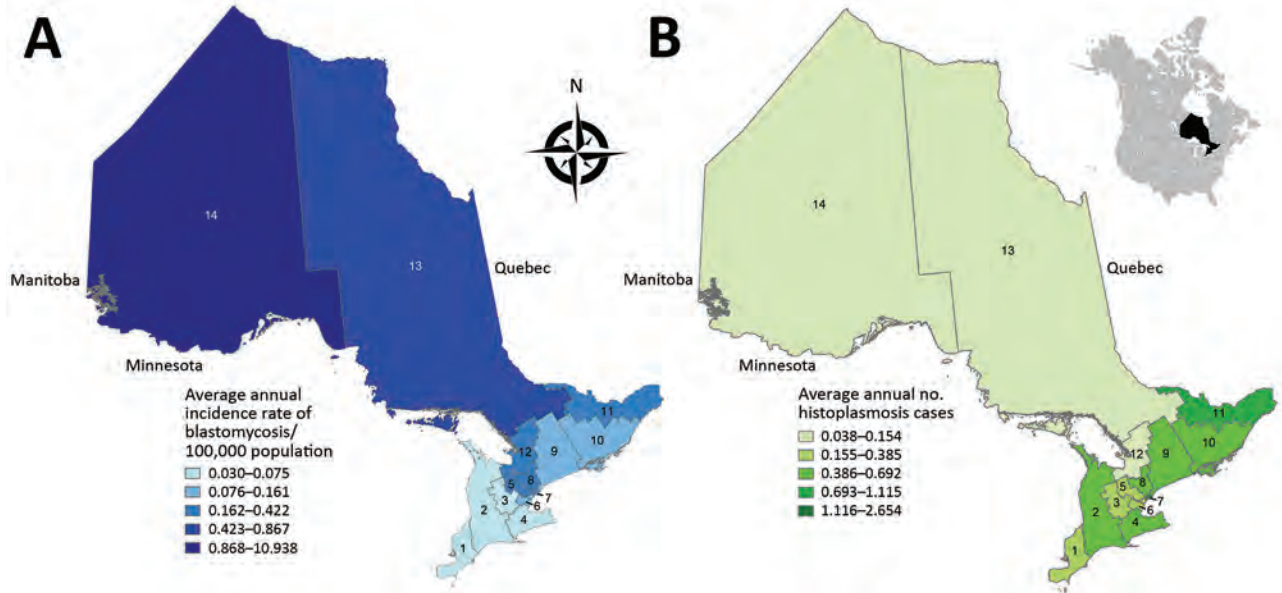 A
N
14
13
Manitoba
Quebec
Minnesota
Average annual
incidence rate of
blastomycosis/
100,000 population
0.030–0.075
0.076–0.161
0.162–0.422
0.423–0.867
0.868–10.938
11
10
9
12
8
5
7
3
6
2
4
1
B
14
13
Manitoba
Quebec
Minnesota
Average annual no.
histoplasmosis cases
0.038–0.154
0.155–0.385
0.386–0.692
0.693–1.115
1.116–2.654
11
10
9
12
8
5
7
3
6
2
4
1